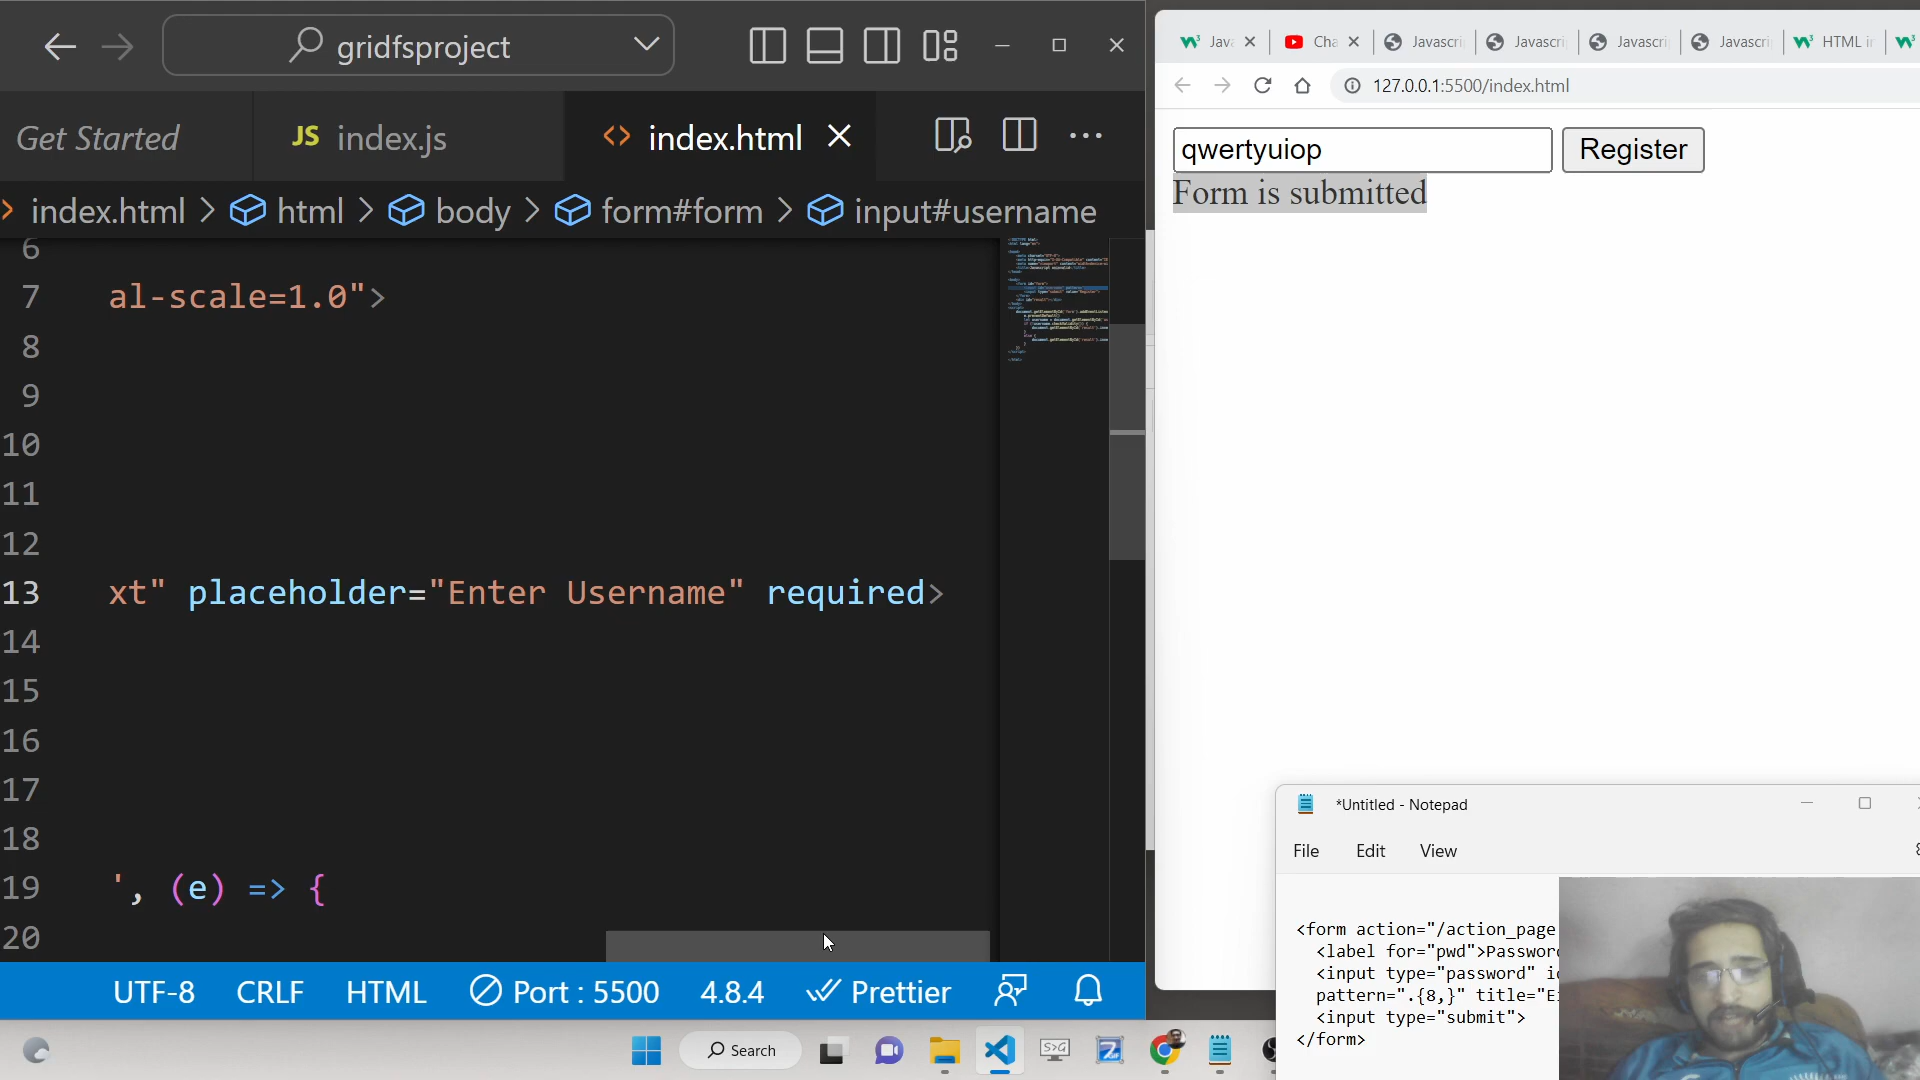 gridfsproject
Get Started
JS index.js
<> index.html
index.html > html > body > form#form > input#username
6
7 al-scale=1.0">
8
9
10
11
12
13 xt" placeholder="Enter Username" required>
14
15
16
17
18
19 ', (e) => {
20
UTF-8 CRLF HTML Port : 5500 4.8.4 Prettier
Search
Java
Cha
Javascri
Javascri
Javascri
Javascri
HTML in
127.0.0.1:5500/index.html
qwertyuiop
Register
Form is submitted
*Untitled - Notepad
File Edit View
<form action="/action_page
<label for="pwd">Password
<input type="password" i
pattern=".{8,}" title="E
<input type="submit">
</form>